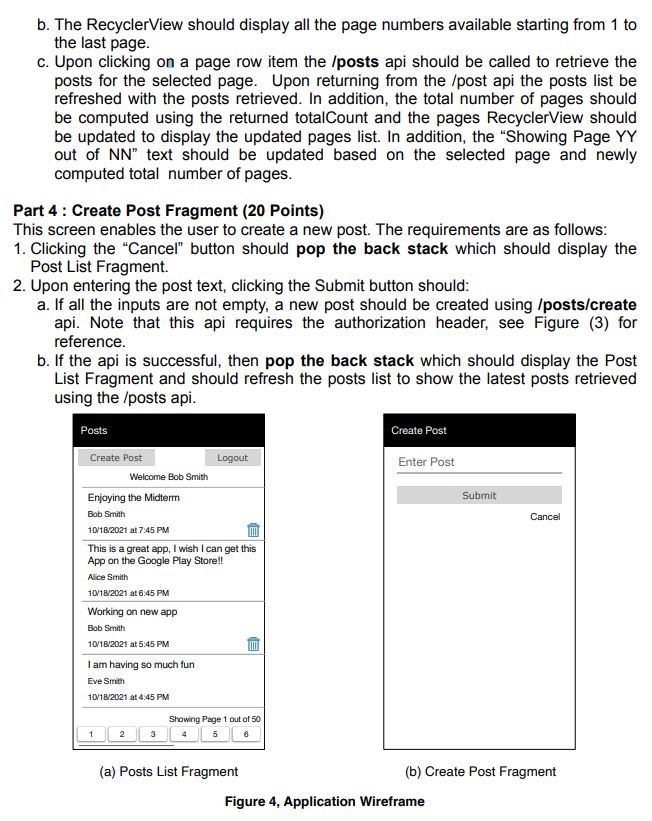 b. The RecyclerView should display all the page numbers available starting from 1 to
the last page.
c. Upon clicking on a page row item the /posts api should be called to retrieve the
posts for the selected page. Upon returning from the /post api the posts list be
refreshed with the posts retrieved. In addition, the total number of pages should
be computed using the returned totalCount and the pages RecyclerView should
be updated to display the updated pages list. In addition, the “Showing Page YY
out of NN” text should be updated based on the selected page and newly
computed total number of pages.
Part 4 : Create Post Fragment (20 Points)
This screen enables the user to create a new post. The requirements are as follows:
1. Clicking the “Cancel” button should pop the back stack which should display the
Post List Fragment.
2. Upon entering the post text, clicking the Submit button should:
a. If all the inputs are not empty, a new post should be created using /posts/create
api. Note that this api requires the authorization header, see Figure (3) for
reference.
b. If the api is successful, then pop the back stack which should display the Post
List Fragment and should refresh the posts list to show the latest posts retrieved
using the /posts api.
Posts
Create Post Logout
Welcome Bob Smith
Enjoying the Midterm
Bob Smith
10/18/2021 at 7:45 PM
This is a great app, I wish I can get this
App on the Google Play Store!!
Alice Smith
10/18/2021 at 6:45 PM
Working on new app
Bob Smith
10/18/2021 at 5:45 PM
I am having so much fun
Eve Smith
10/18/2021 at 4:45 PM
Showing Page 1 out of 50
1 2 3 4 5 6
(a) Posts List Fragment
Create Post
Enter Post
Submit
Cancel
(b) Create Post Fragment
Figure 4, Application Wireframe